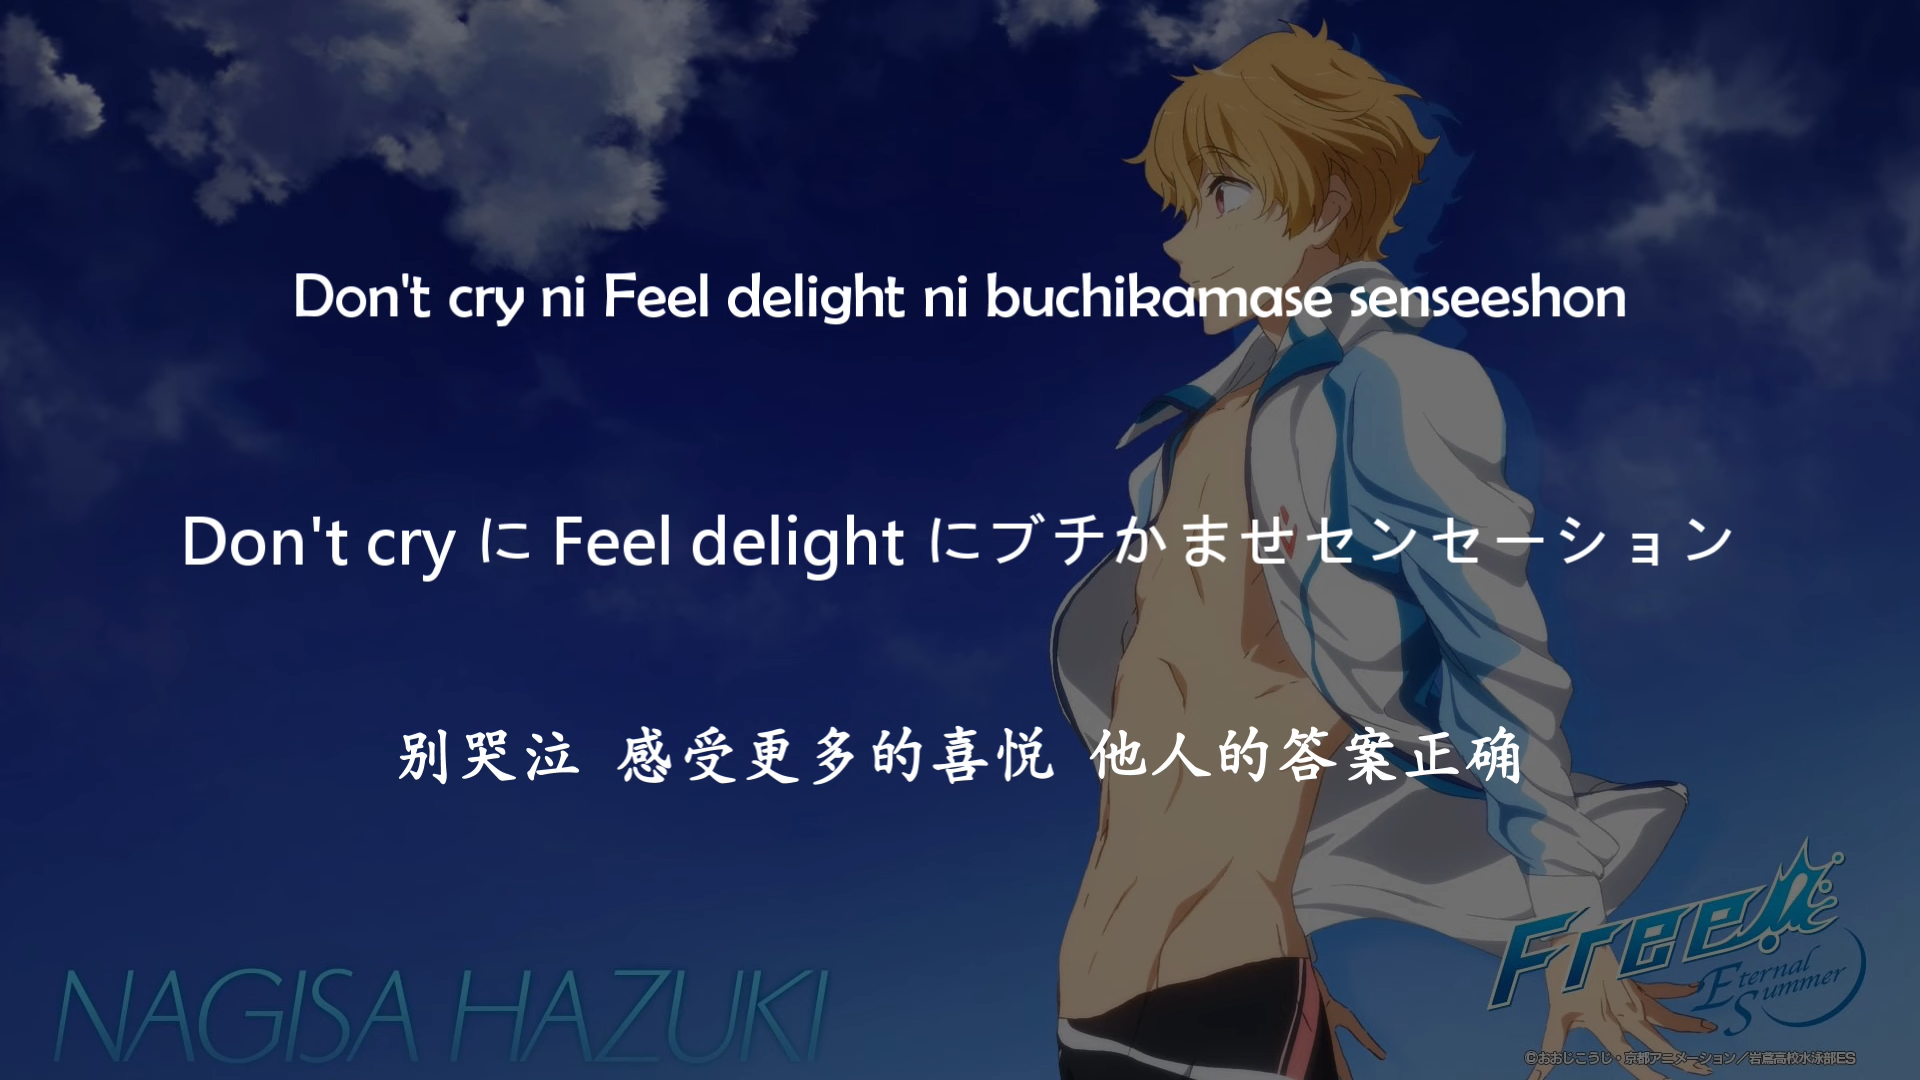 Don't cry ni Feel delight ni buchikamase senseeshon
Don't cry に Feel delight にブチかませセンセーション
别哭泣 感受更多的喜悦 他人的答案正确
NAGISA HAZUKI
Free!
Eternal
Summer
©おおじこうじ・京都アニメーション／岩鳶高校水泳部ES